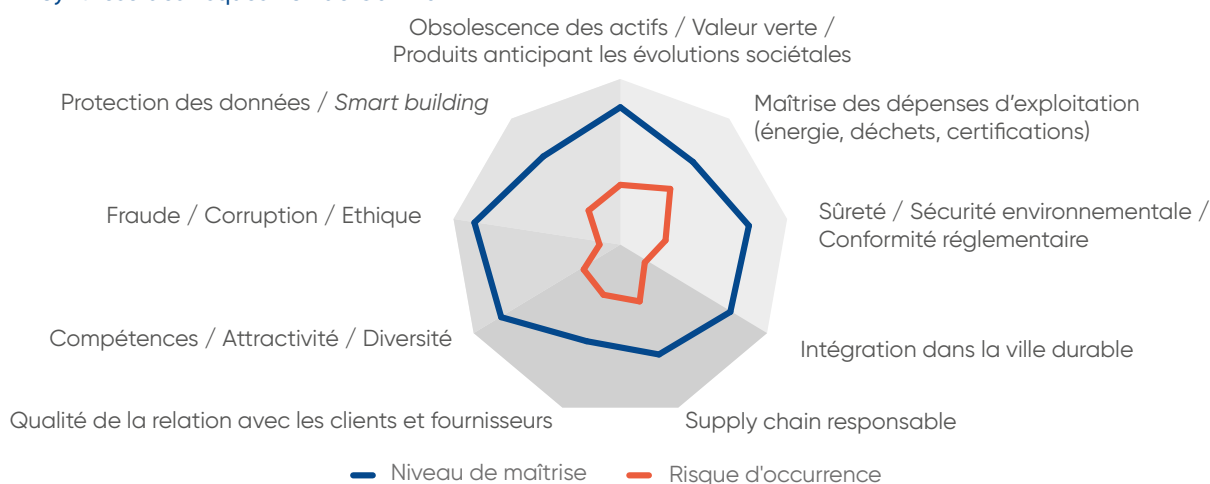 Obsolescence des actifs / Valeur verte /
Produits anticipant les évolutions sociétales
Protection des données / Smart building
Maîtrise des dépenses d'exploitation
(énergie, déchets, certifications)
Fraude / Corruption / Ethique
Sûreté / Sécurité environnementale /
Conformité réglementaire
Compétences / Attractivité / Diversité
Intégration dans la ville durable
Qualité de la relation avec les clients et fournisseurs
Supply chain responsable
Niveau de maîtrise
Risque d'occurrence